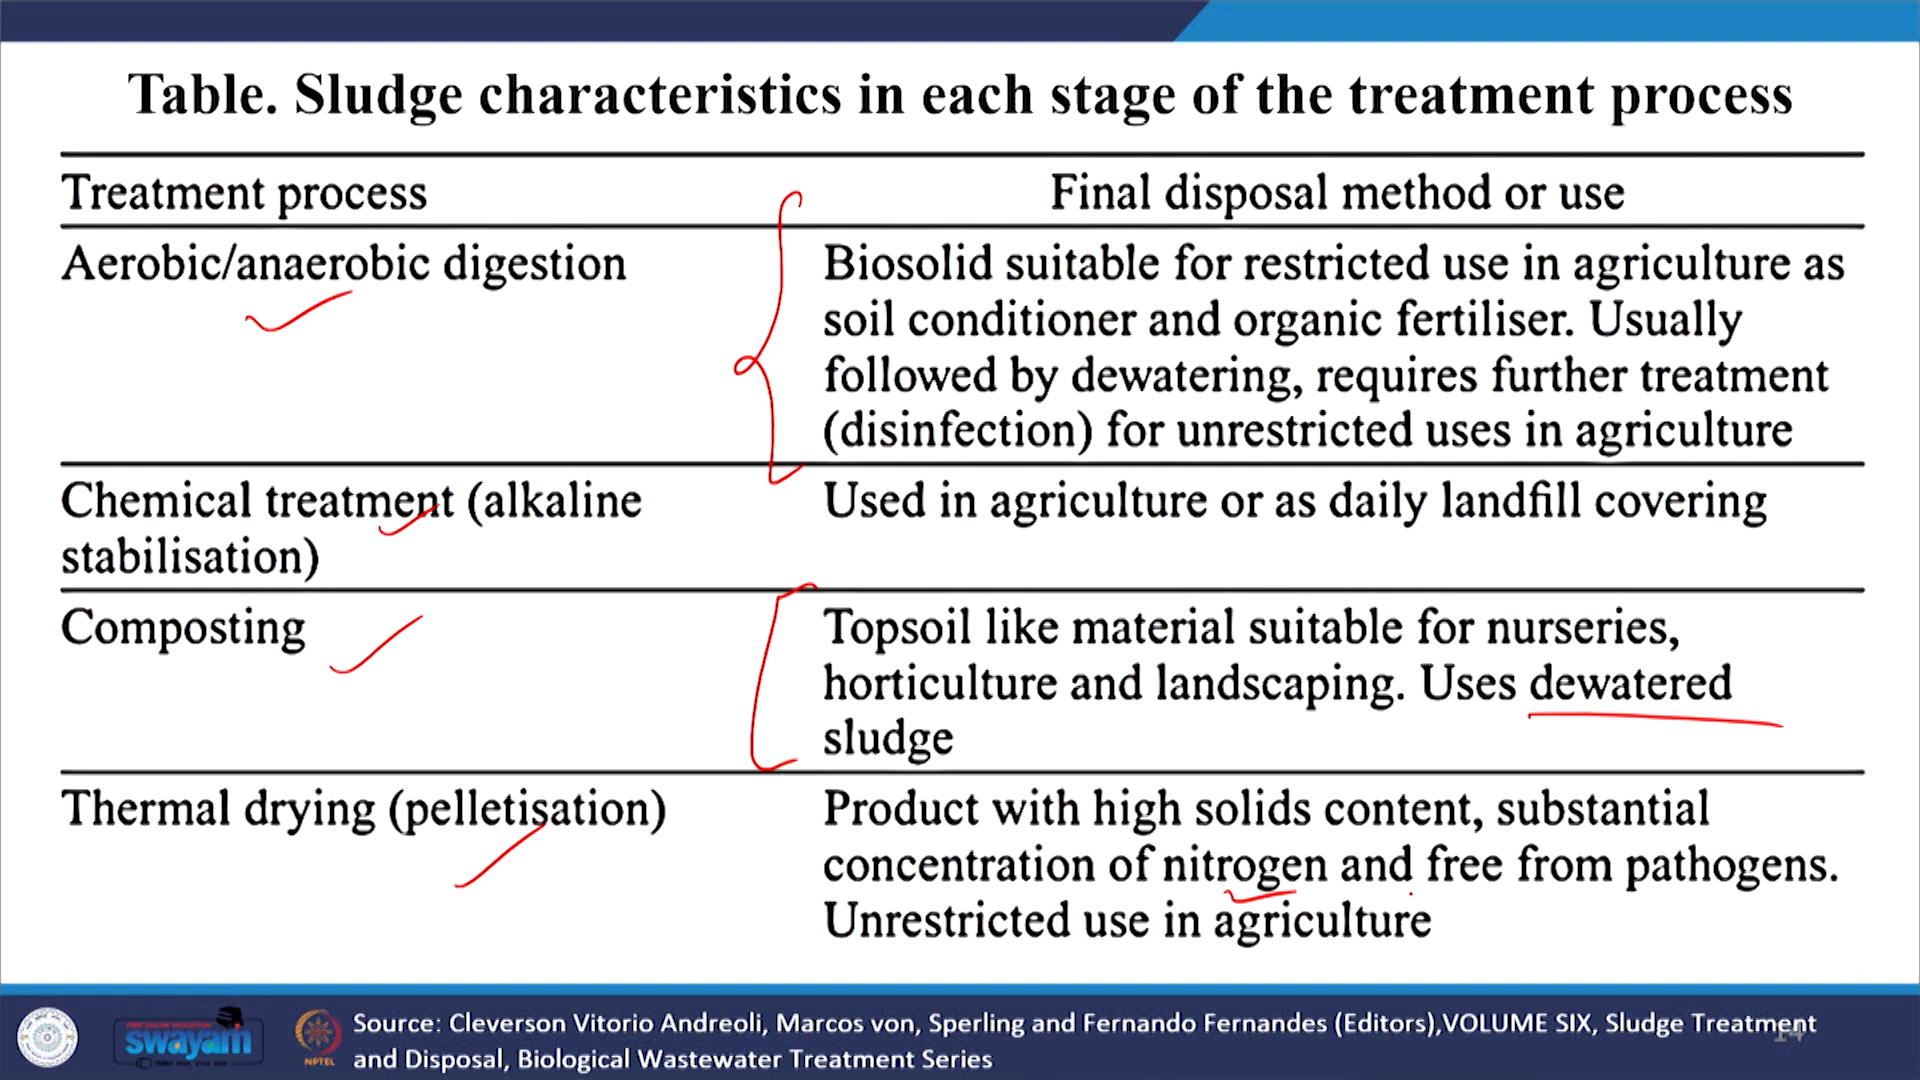 Table. Sludge characteristics in each stage of the treatment process
Treatment process
Final disposal method or use
Aerobic/anaerobic digestion
Biosolid suitable for restricted use in agriculture as
soil conditioner and organic fertiliser. Usually
followed by dewatering, requires further treatment
(disinfection) for unrestricted uses in agriculture
Chemical treatment (alkaline
stabilisation)
Used in agriculture or as daily landfill covering
Composting
Topsoil like material suitable for nurseries,
horticulture and landscaping. Uses dewatered
sludge
Thermal drying (pelletisation)
Product with high solids content, substantial
concentration of nitrogen and free from pathogens.
Unrestricted use in agriculture
swayam
NPTEL
Source: Cleverson Vitorio Andreoli, Marcos von, Sperling and Fernando Fernandes (Editors),VOLUME SIX, Sludge Treatment
and Disposal, Biological Wastewater Treatment Series
14